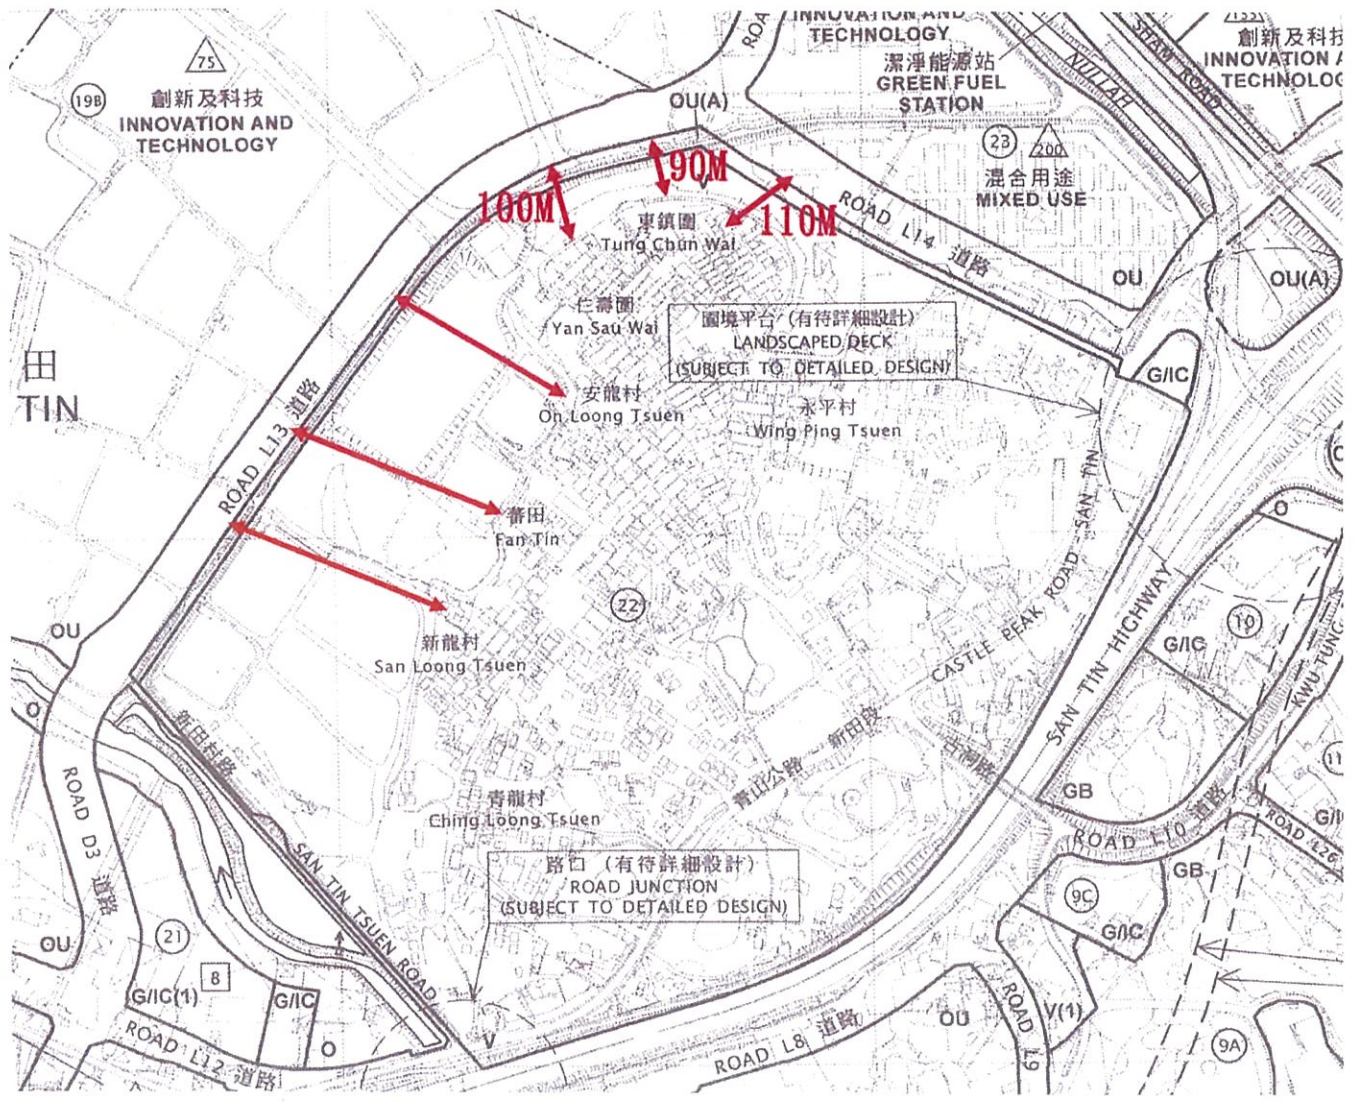 ROA
INNOVATION AND
TECHNOLOGY
潔淨能源站
GREEN FUEL
STATION
NULLAH
SHAM ROAD
133
創新及科技
INNOVATION A
TECHNOLOG
75
19B
創新及科技
INNOVATION AND
TECHNOLOGY
OU(A)
23
200
混合用途
MIXED USE
90M
100M
110M
ROAD L14 道路
東鎮圍
Tung Chun Wai
OU
OU(A)
仁壽圍
Yan Sau Wai
園境平台 (有待詳細設計)
LANDSCAPED DECK
(SUBJECT TO DETAILED DESIGN)
G/IC
田
TIN
安龍村
On Loong Tsuen
永平村
Wing Ping Tsuen
ROAD L13 道路
蕃田
Fan Tin
CASTLE PEAK ROAD SAN TIN
O
22
10
G/IC
新龍村
San Loong Tsuen
OU
O
SAN TIN HIGHWAY
KWU TUNG
新田村路
青山公路 新田段
古洞路
青龍村
Ching Loong Tsuen
GB
ROAD L10 道路
11
G/I
ROAD L26
ROAD D3 道路
SAN TIN TSUEN ROAD
路口 (有待詳細設計)
ROAD JUNCTION
(SUBJECT TO DETAILED DESIGN)
GB
9C
G/IC
OU
21
8
G/IC(1)
G/IC
O
V
ROAD L12 道路
ROAD L8 道路
OU
ROAD L9
V(1)
9A